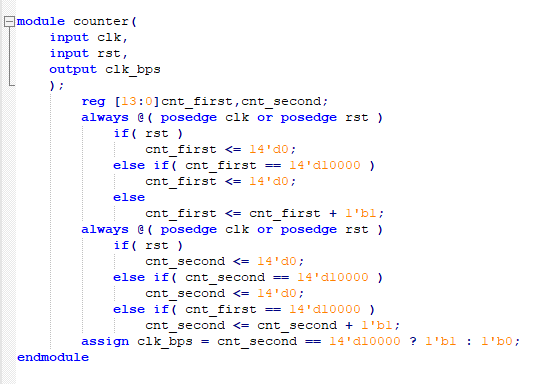 module counter(
input clk,
input rst,
output clk_bps
);
reg [13:0]cnt_first,cnt_second;
always @( posedge clk or posedge rst )
if( rst )
cnt_first <= 14'd0;
else if( cnt_first == 14'd10000 )
cnt_first <= 14'd0;
else
cnt_first <= cnt_first + 1'b1;
always @( posedge clk or posedge rst )
if( rst )
cnt_second <= 14'd0;
else if( cnt_second == 14'd10000 )
cnt_second <= 14'd0;
else if( cnt_first == 14'd10000 )
cnt_second <= cnt_second + 1'b1;
assign clk_bps = cnt_second == 14'd10000 ? 1'b1 : 1'b0;
endmodule